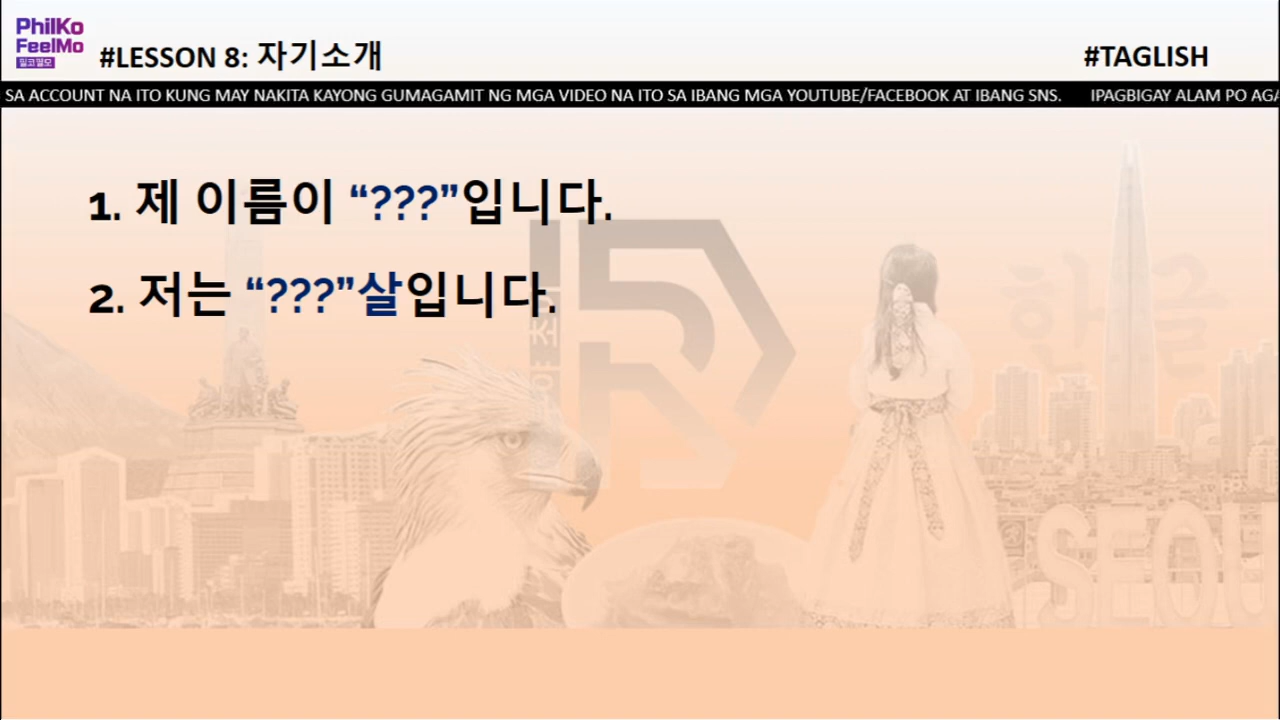 PhilKo
FeelMo
필코필모
#LESSON 8: 자기소개
#TAGLISH
SA ACCOUNT NA ITO KUNG MAY NAKITA KAYONG GUMAGAMIT NG MGA VIDEO NA ITO SA IBANG MGA YOUTUBE/FACEBOOK AT IBANG SNS. IPAGBIGAY ALAM PO AGA
1. 제 이름이 “???”입니다.
2. 저는 “???”살입니다.
한글
SEOU